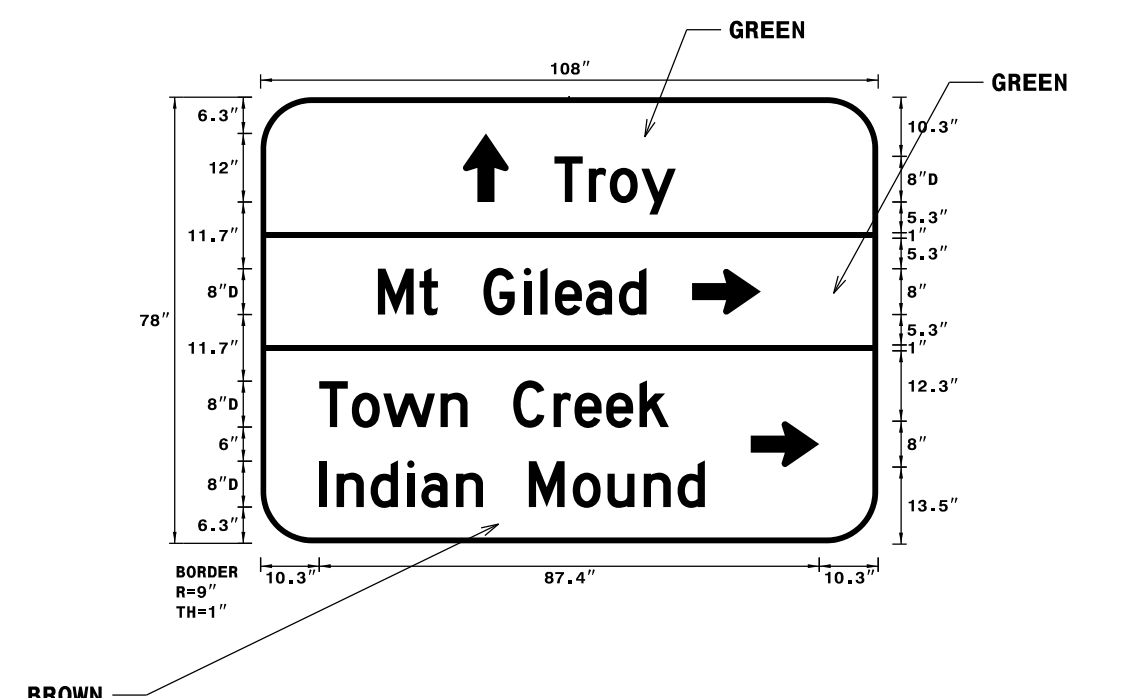 GREEN
108"
GREEN
6.3"
10.3"
12"
Troy
8"D
5.3"
11.7"
1"
5.3"
8"D
Mt Gilead
8"
78"
5.3"
11.7"
1"
8"D
Town Creek
12.3"
6"
8"
8"D
Indian Mound
13.5"
6.3"
10.3"
87.4"
10.3"
BORDER
R=9"
TH=1"
BROWN